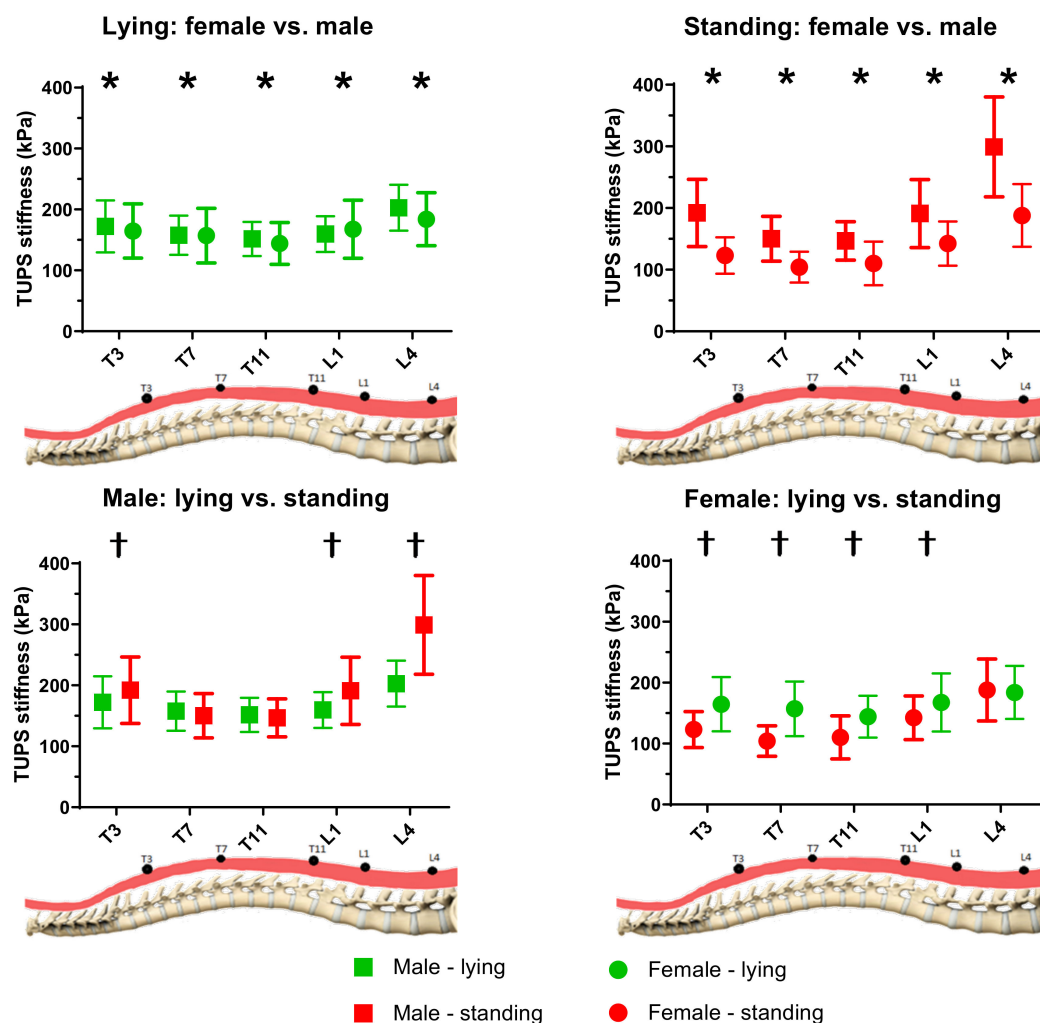 Lying: female vs. male
* * * * *
TUPS stiffness (kPa)
400
300
200
100
0
T3 T7 T11 L1 L4
T3 T7 T11 L1 L4
Standing: female vs. male
* * * * *
TUPS stiffness (kPa)
400
300
200
100
0
T3 T7 T11 L1 L4
T3 T7 T11 L1 L4
Male: lying vs. standing
† † †
TUPS stiffness (kPa)
400
300
200
100
0
T3 T7 T11 L1 L4
T3 T7 T11 L1 L4
Female: lying vs. standing
† † † †
TUPS stiffness (kPa)
400
300
200
100
0
T3 T7 T11 L1 L4
T3 T7 T11 L1 L4
Male - lying
Female - lying
Male - standing
Female - standing